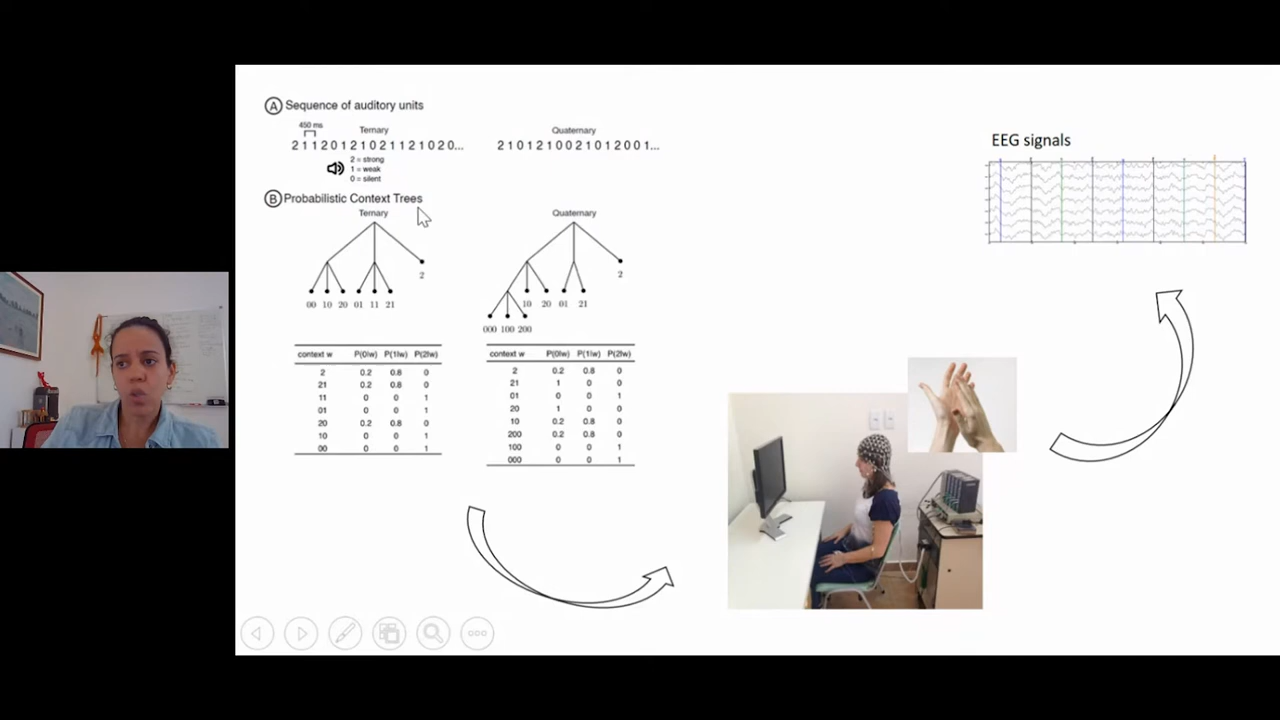 A Sequence of auditory units
450 ms
Ternary
2 1 1 2 0 1 2 1 0 2 1 1 2 1 0 2 0...
2 = strong
1 = weak
0 = silent
Quaternary
2 1 0 1 2 1 0 0 2 1 0 1 2 0 0 1...
B Probabilistic Context Trees
Ternary
2
00 10 20 01 11 21
Quaternary
2
10 20 01 21
000 100 200
context w P(0|w) P(1|w) P(2|w)
2 0.2 0.8 0
21 0.2 0.8 0
11 0 0 1
01 0 0 1
20 0.2 0.8 0
10 0 0 1
00 0 0 1
context w P(0|w) P(1|w) P(2|w)
2 0.2 0.8 0
21 1 0 0
01 0 0 1
20 1 0 0
10 0.2 0.8 0
200 0.2 0.8 0
100 0 0 1
000 0 0 1
EEG signals